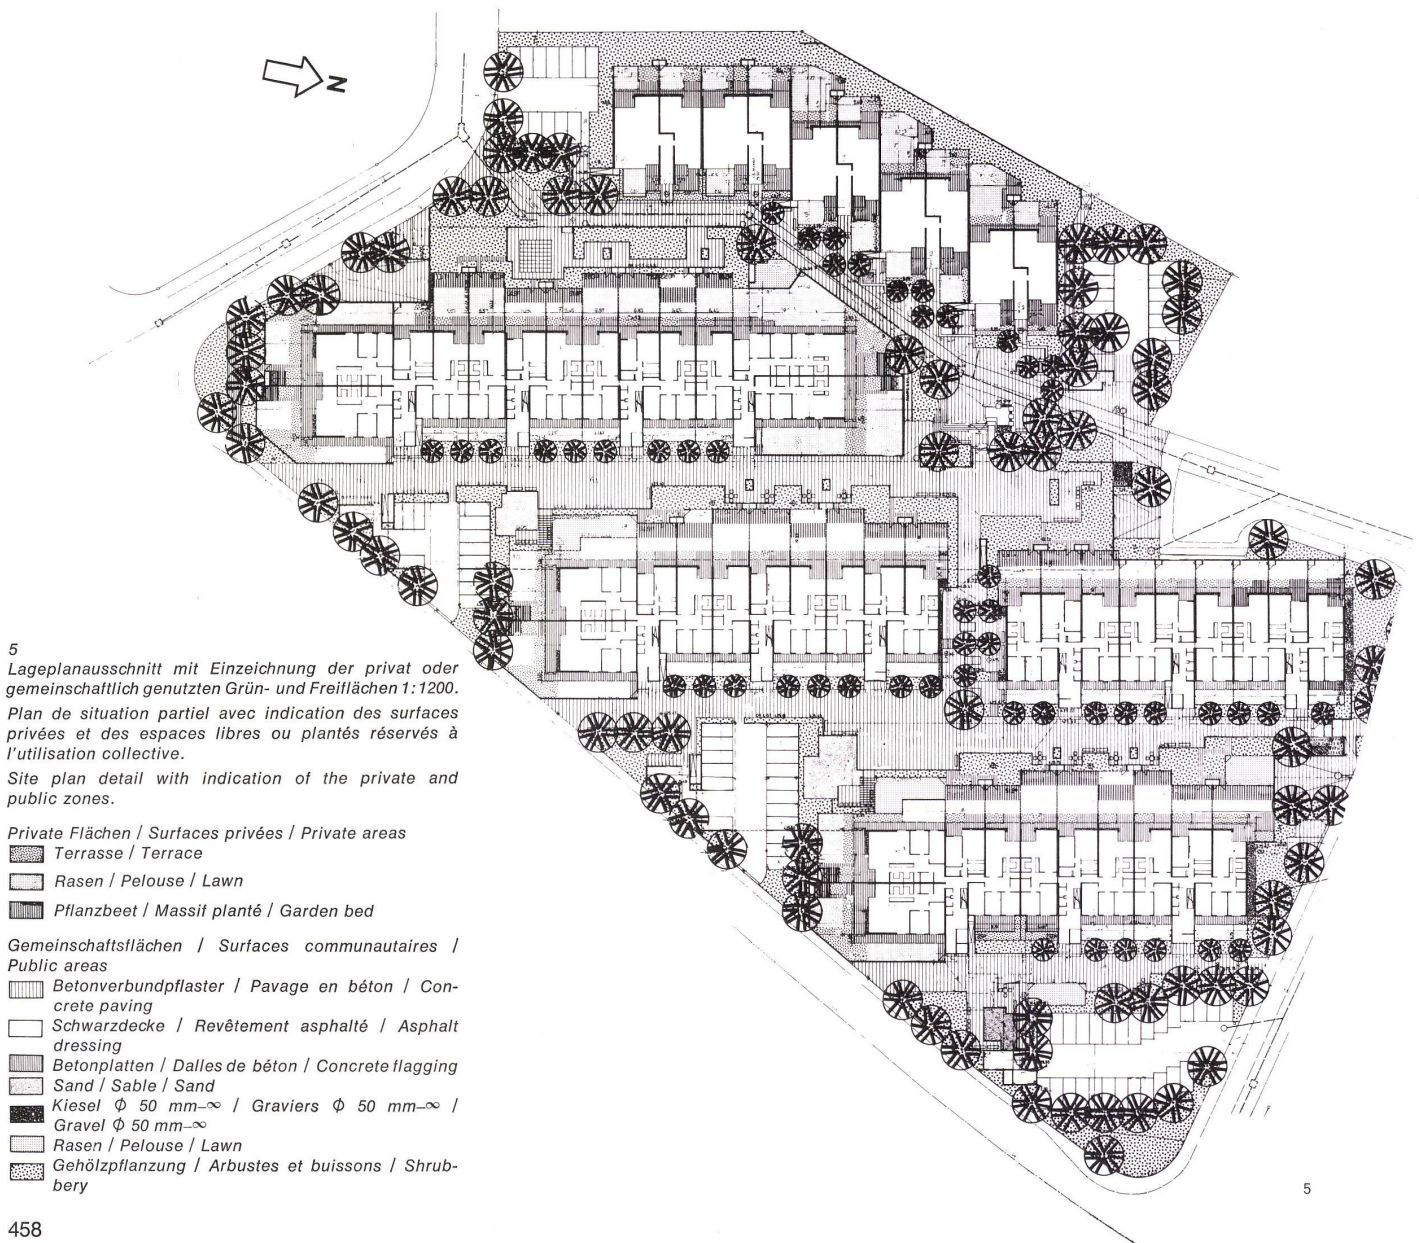 N
5
Lageplanausschnitt mit Einzeichnung der privat oder
gemeinschaftlich genutzten Grün- und Freiflächen 1:1200.
Plan de situation partiel avec indication des surfaces
privées et des espaces libres ou plantés réservés à
l'utilisation collective.
Site plan detail with indication of the private and
public zones.
Private Flächen / Surfaces privées / Private areas
Terrasse / Terrace
Rasen / Pelouse / Lawn
Pflanzbeet / Massif planté / Garden bed
Gemeinschaftsflächen / Surfaces communautaires /
Public areas
Betonverbundpflaster / Pavage en béton / Con-
crete paving
Schwarzdecke / Revêtement asphalté / Asphalt
dressing
Betonplatten / Dalles de béton / Concrete flagging
Sand / Sable / Sand
Kiesel Φ 50 mm–∞ / Graviers Φ 50 mm–∞ /
Gravel Φ 50 mm–∞
Rasen / Pelouse / Lawn
Gehölzpflanzung / Arbustes et buissons / Shrub-
bery
5
458